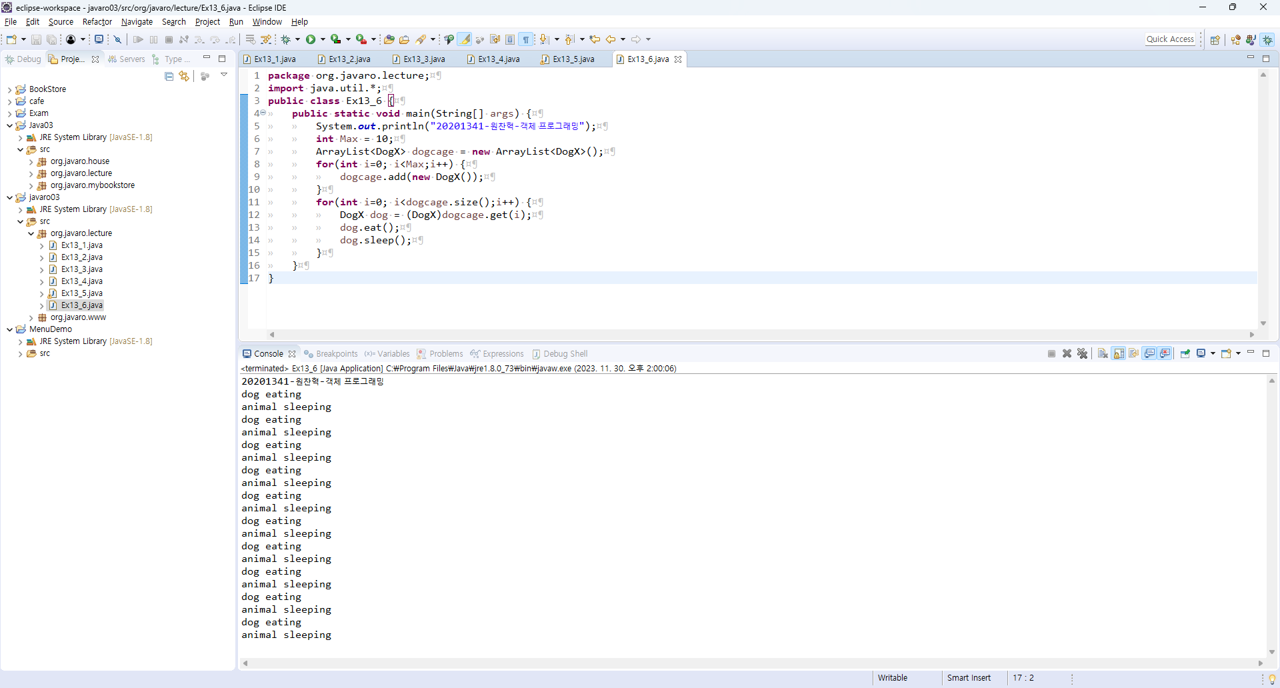 eclipse-workspace - javaro03/src/org/javaro/lecture/Ex13_6.java - Eclipse IDE
File Edit Source Refactor Navigate Search Project Run Window Help
Quick Access
Debug Proje... Servers Type ...
BookStore
cafe
Exam
Java03
JRE System Library [JavaSE-1.8]
src
org.javaro.house
org.javaro.lecture
org.javaro.mybookstore
javaro03
JRE System Library [JavaSE-1.8]
src
org.javaro.lecture
Ex13_1.java
Ex13_2.java
Ex13_3.java
Ex13_4.java
Ex13_5.java
Ex13_6.java
org.javaro.www
MenuDemo
JRE System Library [JavaSE-1.8]
src
Ex13_1.java Ex13_2.java Ex13_3.java Ex13_4.java Ex13_5.java Ex13_6.java
1 package org.javaro.lecture;¤¶
2 import java.util.*;¤¶
3 public class Ex13_6 {¤¶
4 » public static void main(String[] args) {¤¶
5 » » System.out.println("20201341-원찬혁-객체 프로그래밍");¤¶
6 » » int Max = 10;¤¶
7 » » ArrayList<DogX> dogcage = new ArrayList<DogX>();¤¶
8 » » for(int i=0; i<Max;i++) {¤¶
9 » » » dogcage.add(new DogX());¤¶
10 » » }¤¶
11 » » for(int i=0; i<dogcage.size();i++) {¤¶
12 » » » DogX dog = (DogX)dogcage.get(i);¤¶
13 » » » dog.eat();¤¶
14 » » » dog.sleep();¤¶
15 » » }¤¶
16 » }¤¶
17 }
Console Breakpoints (x)= Variables Problems Expressions Debug Shell
<terminated> Ex13_6 [Java Application] C:₩Program Files₩Java₩jre1.8.0_73₩bin₩javaw.exe (2023. 11. 30. 오후 2:00:06)
20201341-원찬혁-객체 프로그래밍
dog eating
animal sleeping
dog eating
animal sleeping
dog eating
animal sleeping
dog eating
animal sleeping
dog eating
animal sleeping
dog eating
animal sleeping
dog eating
animal sleeping
dog eating
animal sleeping
dog eating
animal sleeping
dog eating
animal sleeping
Writable Smart Insert 17 : 2